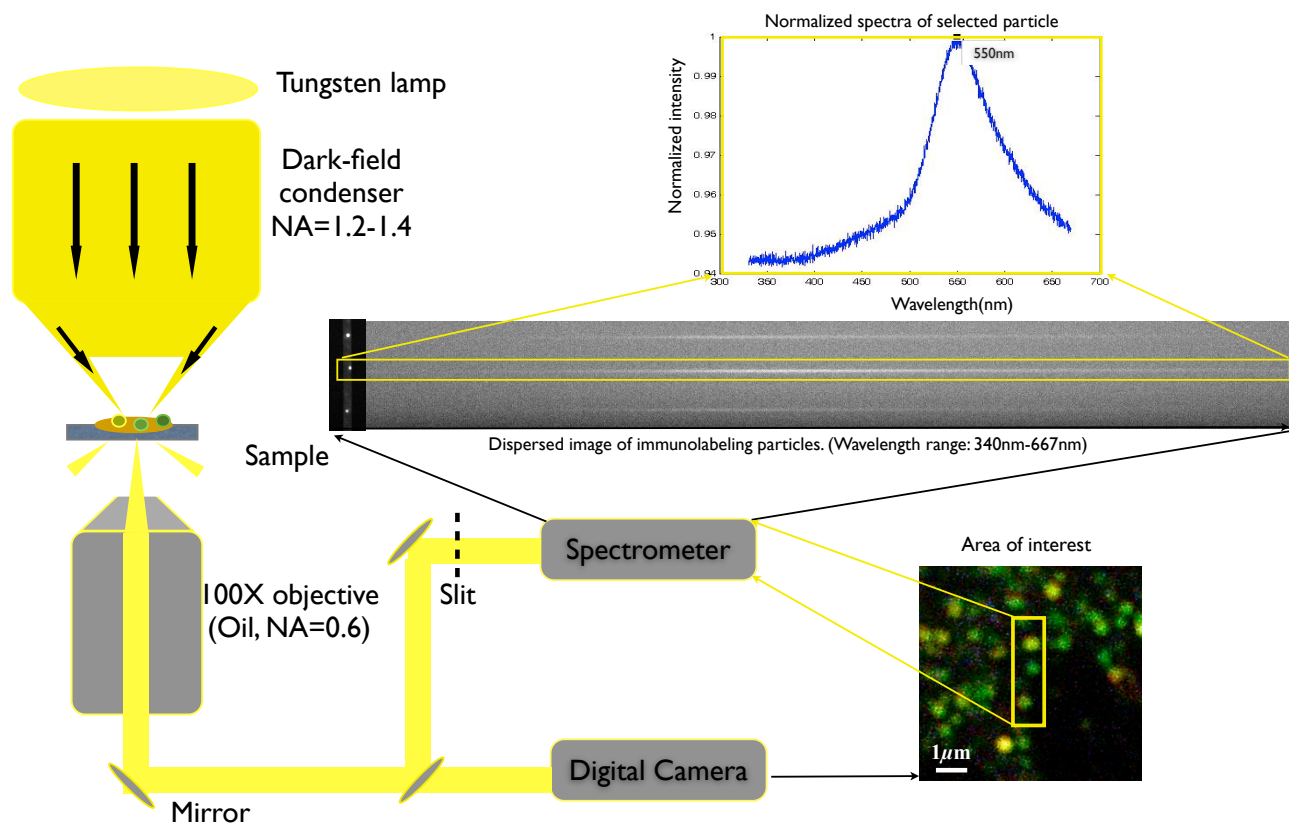 Normalized spectra of selected particle
1
0.99
0.98
0.97
0.96
0.95
0.94
550nm
Normalized intensity
300
350
400
450
500
550
600
650
700
Wavelength(nm)
Tungsten lamp
Dark-field
condenser
NA=1.2-1.4
Dispersed image of immunolabeling particles. (Wavelength range: 340nm-667nm)
Sample
Spectrometer
Slit
100X objective
(Oil, NA=0.6)
Area of interest
1µm
Digital Camera
Mirror